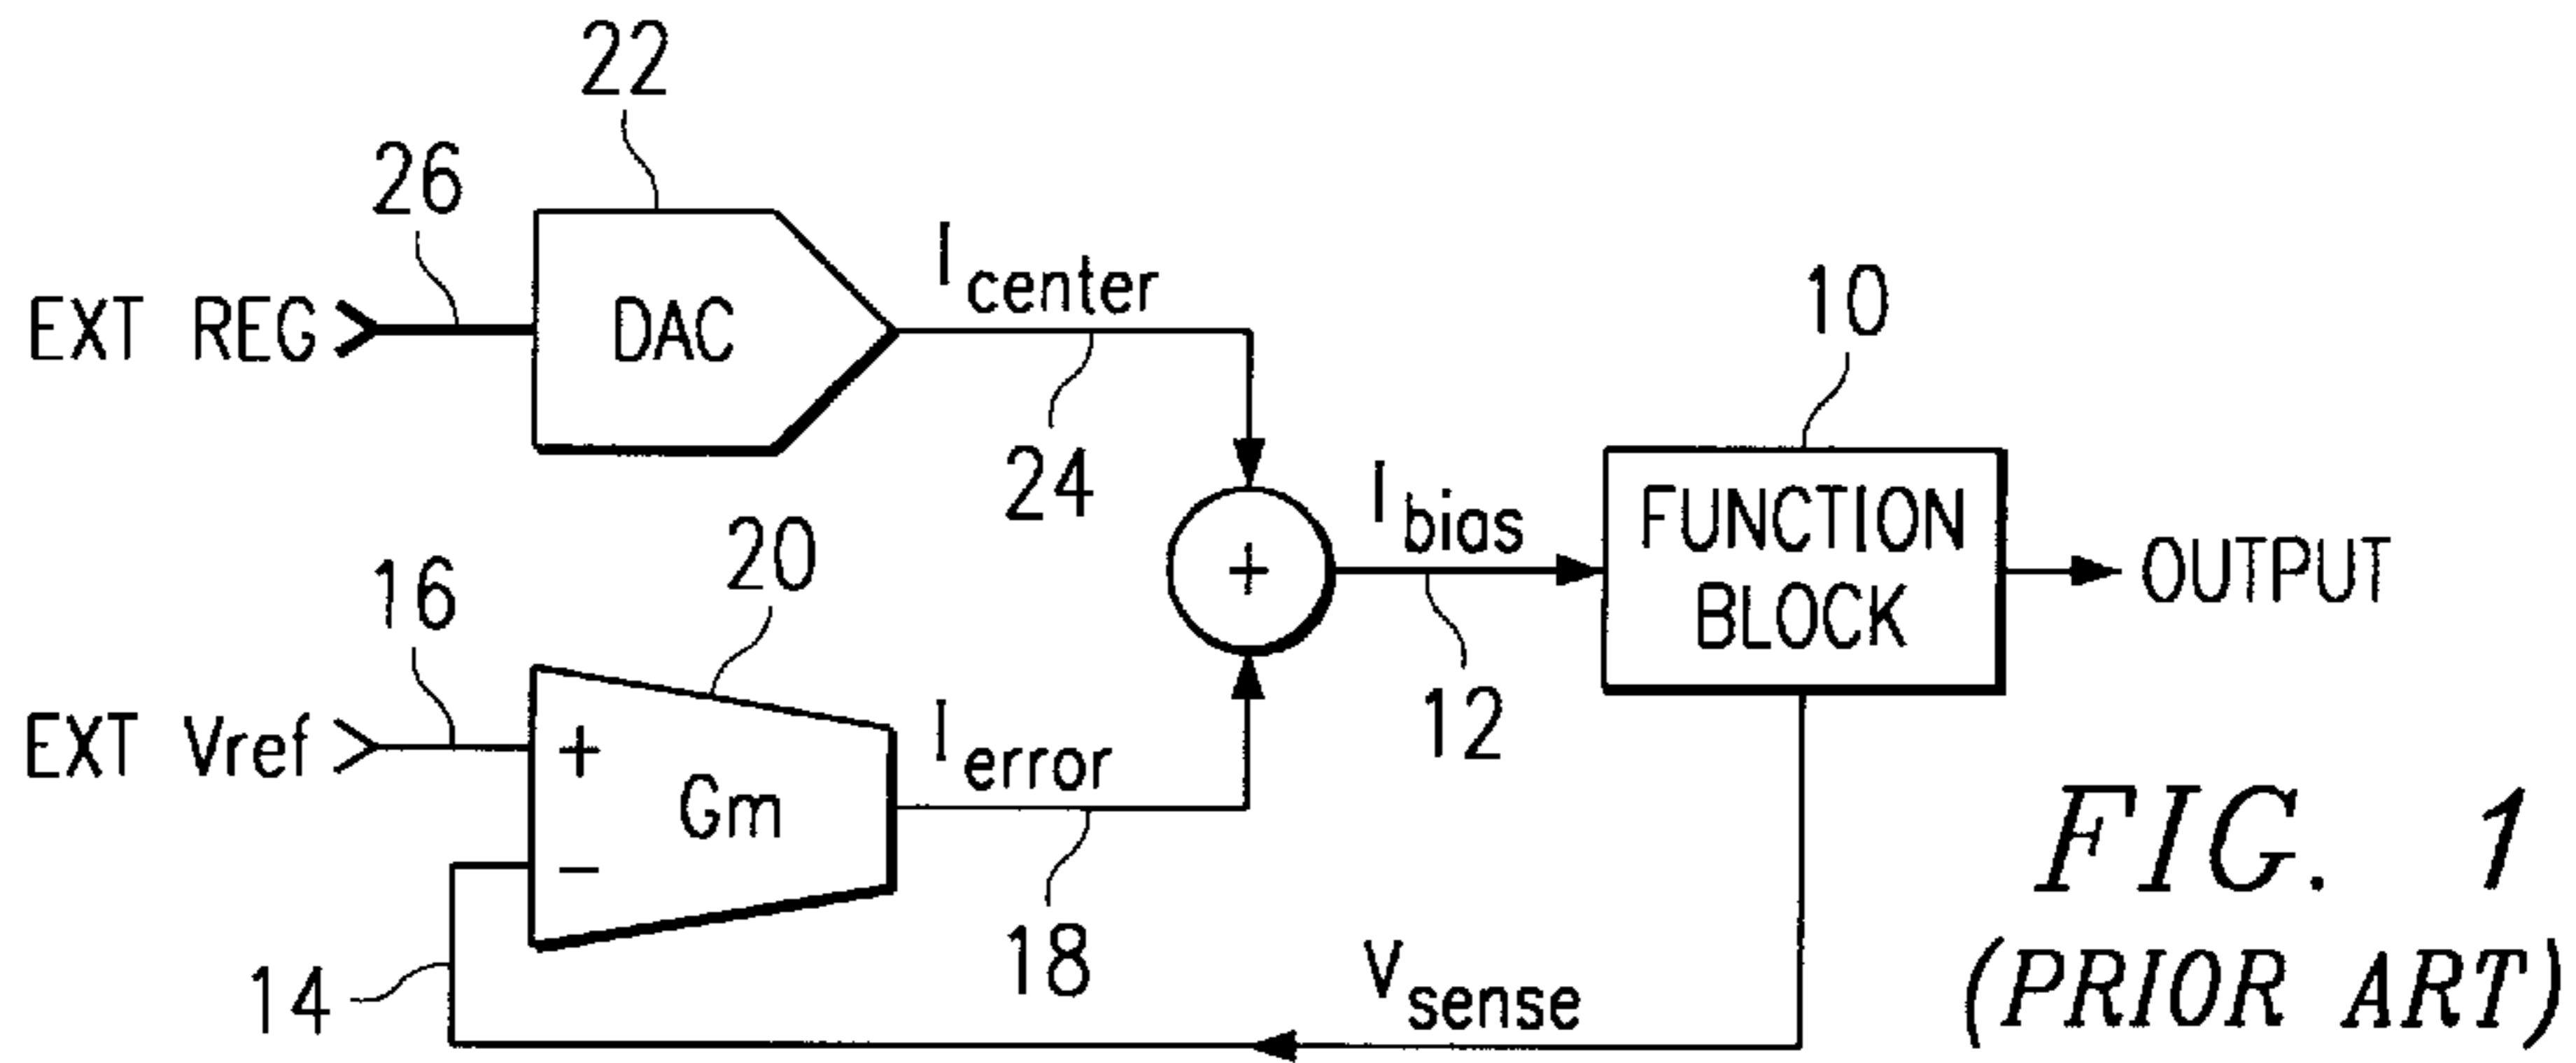 22
26
EXT REG
DAC
I center
24
10
I bias
FUNCTION
BLOCK
OUTPUT
12
16
20
EXT Vref
+
−
Gm
I error
+
18
14
V sense
FIG. 1
(PRIOR ART)